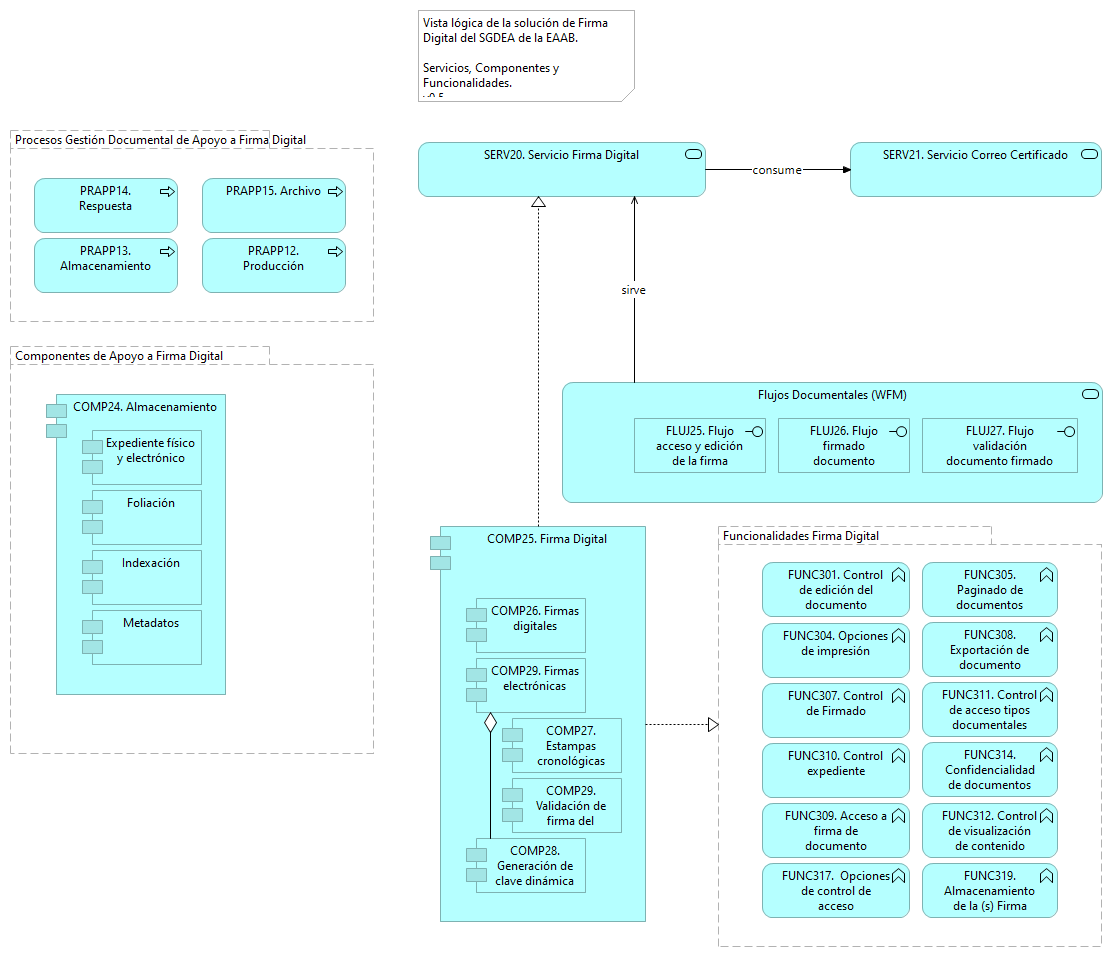 Vista lógica de la solución de Firma
Digital del SGDEA de la EAAB.
Servicios, Componentes y
Funcionalidades.
Procesos Gestión Documental de Apoyo a Firma Digital
PRAPP14.
Respuesta
PRAPP15. Archivo
PRAPP13.
Almacenamiento
PRAPP12.
Producción
SERV20. Servicio Firma Digital
consume
SERV21. Servicio Correo Certificado
sirve
Componentes de Apoyo a Firma Digital
COMP24. Almacenamiento
Expediente físico
y electrónico
Foliación
Indexación
Metadatos
Flujos Documentales (WFM)
FLUJ25. Flujo
acceso y edición
de la firma
FLUJ26. Flujo
firmado
documento
FLUJ27. Flujo
validación
documento firmado
COMP25. Firma Digital
COMP26. Firmas
digitales
COMP29. Firmas
electrónicas
COMP27.
Estampas
cronológicas
COMP29.
Validación de
firma del
COMP28.
Generación de
clave dinámica
Funcionalidades Firma Digital
FUNC301. Control
de edición del
documento
FUNC305.
Paginado de
documentos
FUNC304. Opciones
de impresión
FUNC308.
Exportación de
documento
FUNC307. Control
de Firmado
FUNC311. Control
de acceso tipos
documentales
FUNC310. Control
expediente
FUNC314.
Confidencialidad
de documentos
FUNC309. Acceso a
firma de
documento
FUNC312. Control
de visualización
de contenido
FUNC317. Opciones
de control de
acceso
FUNC319.
Almacenamiento
de la (s) Firma